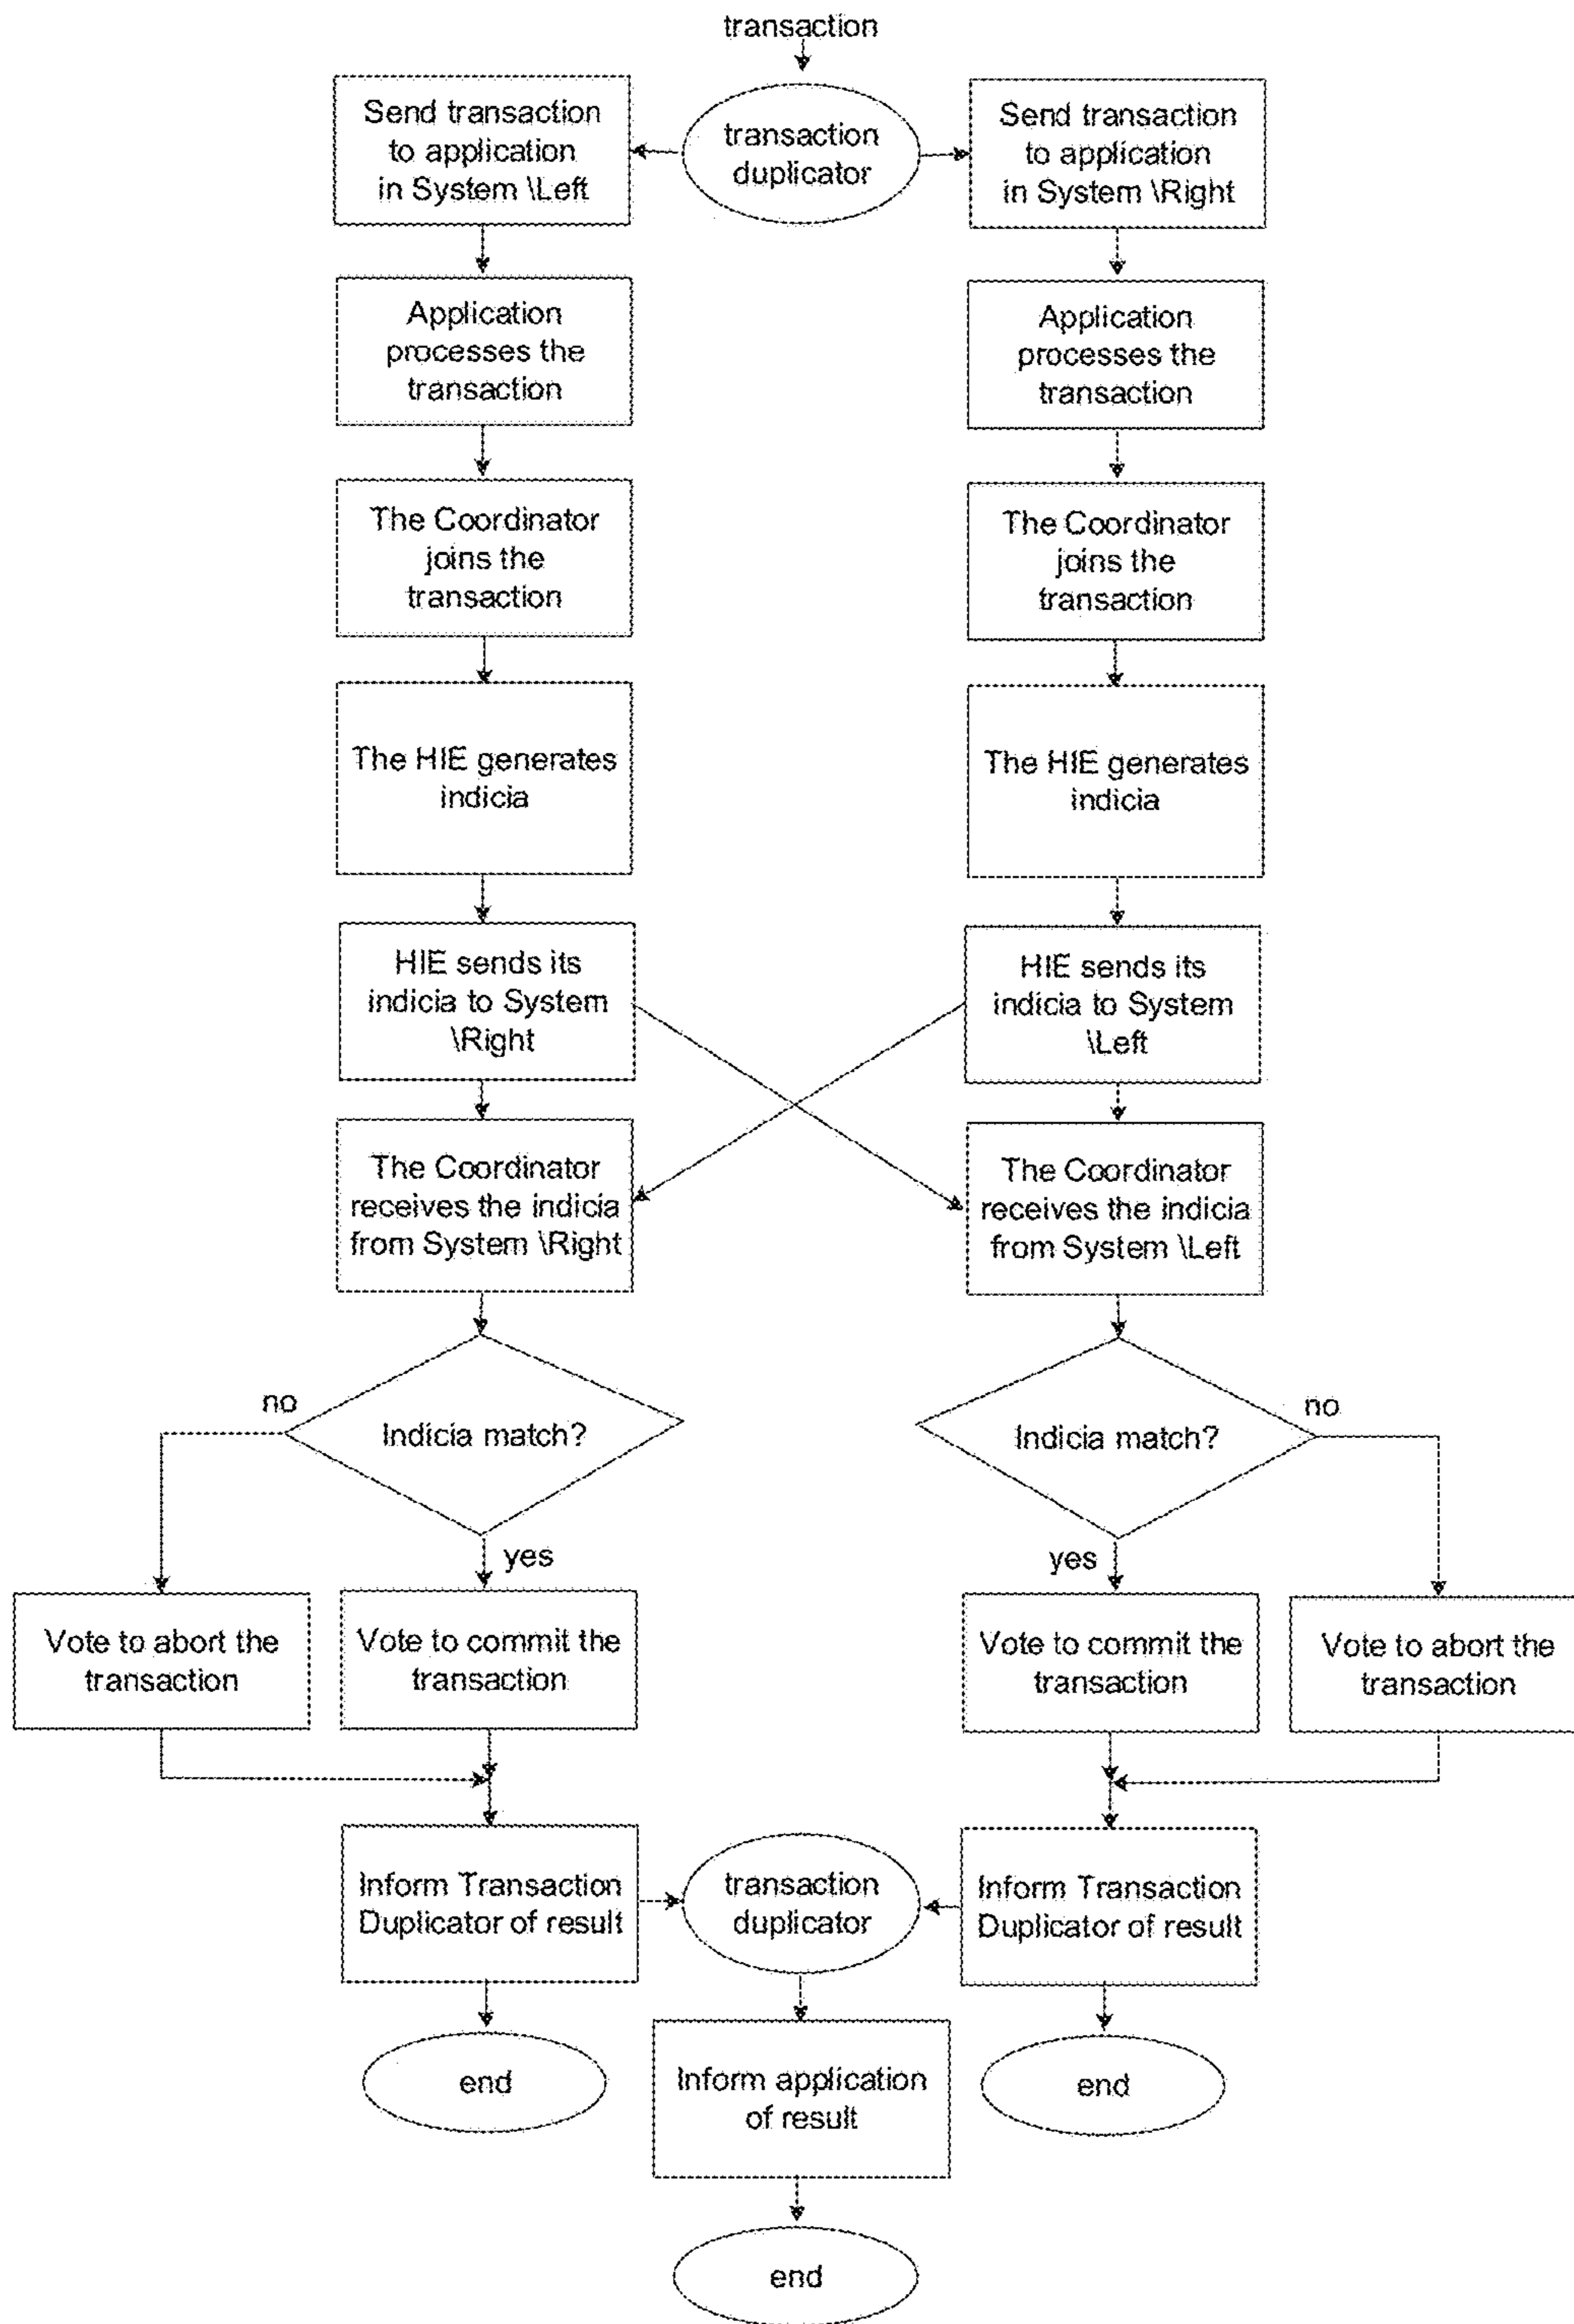 transaction
Send transaction
to application
in System \Left
transaction
duplicator
Send transaction
to application
in System \Right
Application
processes the
transaction
Application
processes the
transaction
The Coordinator
joins the
transaction
The Coordinator
joins the
transaction
The HIE generates
indicia
The HIE generates
indicia
HIE sends its
indicia to System
\Right
HIE sends its
indicia to System
\Left
The Coordinator
receives the indicia
from System \Right
The Coordinator
receives the indicia
from System \Left
no
Indicia match?
yes
Indicia match?
no
yes
Vote to abort the
transaction
Vote to commit the
transaction
Vote to commit the
transaction
Vote to abort the
transaction
Inform Transaction
Duplicator of result
transaction
duplicator
Inform Transaction
Duplicator of result
end
Inform application
of result
end
end